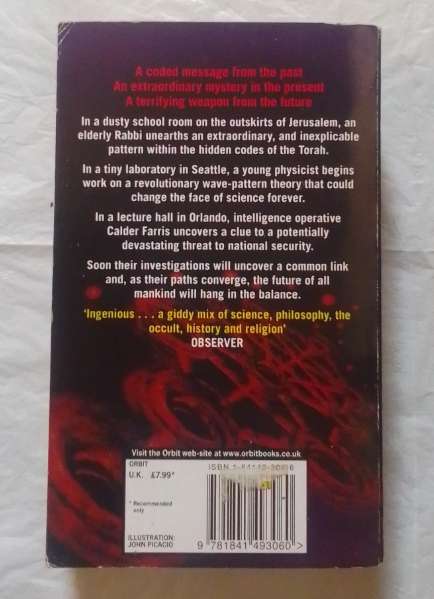 A coded message from the past
An extraordinary mystery in the present
A terrifying weapon from the future
In a dusty school room on the outskirts of Jerusalem, an
elderly Rabbi unearths an extraordinary, and inexplicable
pattern within the hidden codes of the Torah.
In a tiny laboratory in Seattle, a young physicist begins
work on a revolutionary wave-pattern theory that could
change the face of science forever.
In a lecture hall in Orlando, intelligence operative
Calder Farris uncovers a clue to a potentially
devastating threat to national security.
Soon their investigations will uncover a common link
and, as their paths converge, the future of all
mankind will hang in the balance.
'Ingenious . . . a giddy mix of science, philosophy, the
occult, history and religion'
OBSERVER
Visit the Orbit web-site at www.orbitbooks.co.uk
ORBIT
U.K. £7.99*
* Recommended
only
ILLUSTRATION:
JOHN PICACIO
ISBN
9 781841 493060 >